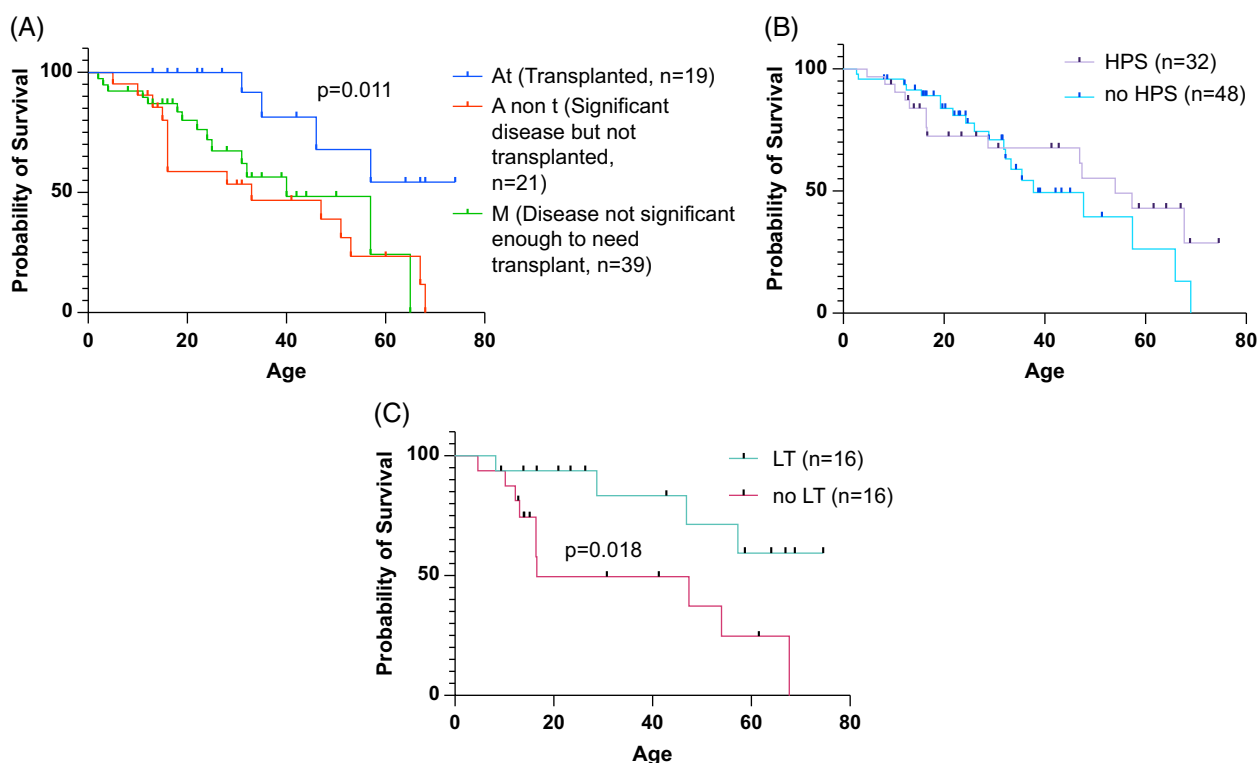 (A)
Probability of Survival
100
50
0
0 20 40 60 80
Age
p=0.011
At (Transplanted, n=19)
A non t (Significant
disease but not
transplanted,
n=21)
M (Disease not significant
enough to need
transplant, n=39)
(B)
Probability of Survival
100
50
0
0 20 40 60 80
Age
HPS (n=32)
no HPS (n=48)
(C)
Probability of Survival
100
50
0
0 20 40 60 80
Age
p=0.018
LT (n=16)
no LT (n=16)